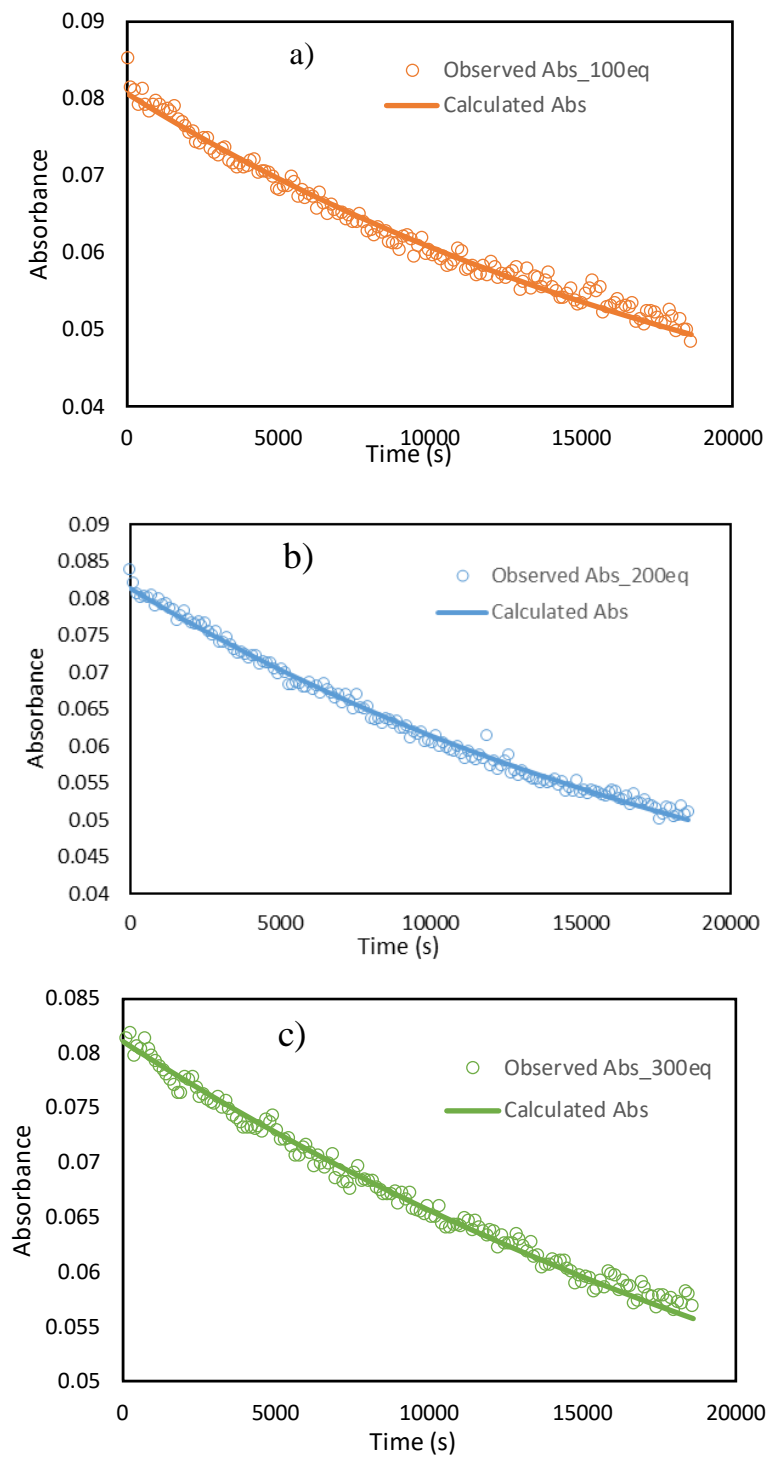 a)
Observed Abs_100eq
Calculated Abs
Absorbance
0.09
0.08
0.07
0.06
0.05
0.04
0
5000
10000
15000
20000
Time (s)
b)
Observed Abs_200eq
Calculated Abs
Absorbance
0.09
0.085
0.08
0.075
0.07
0.065
0.06
0.055
0.05
0.045
0.04
0
5000
10000
15000
20000
Time (s)
c)
Observed Abs_300eq
Calculated Abs
Absorbance
0.085
0.08
0.075
0.07
0.065
0.06
0.055
0.05
0
5000
10000
15000
20000
Time (s)